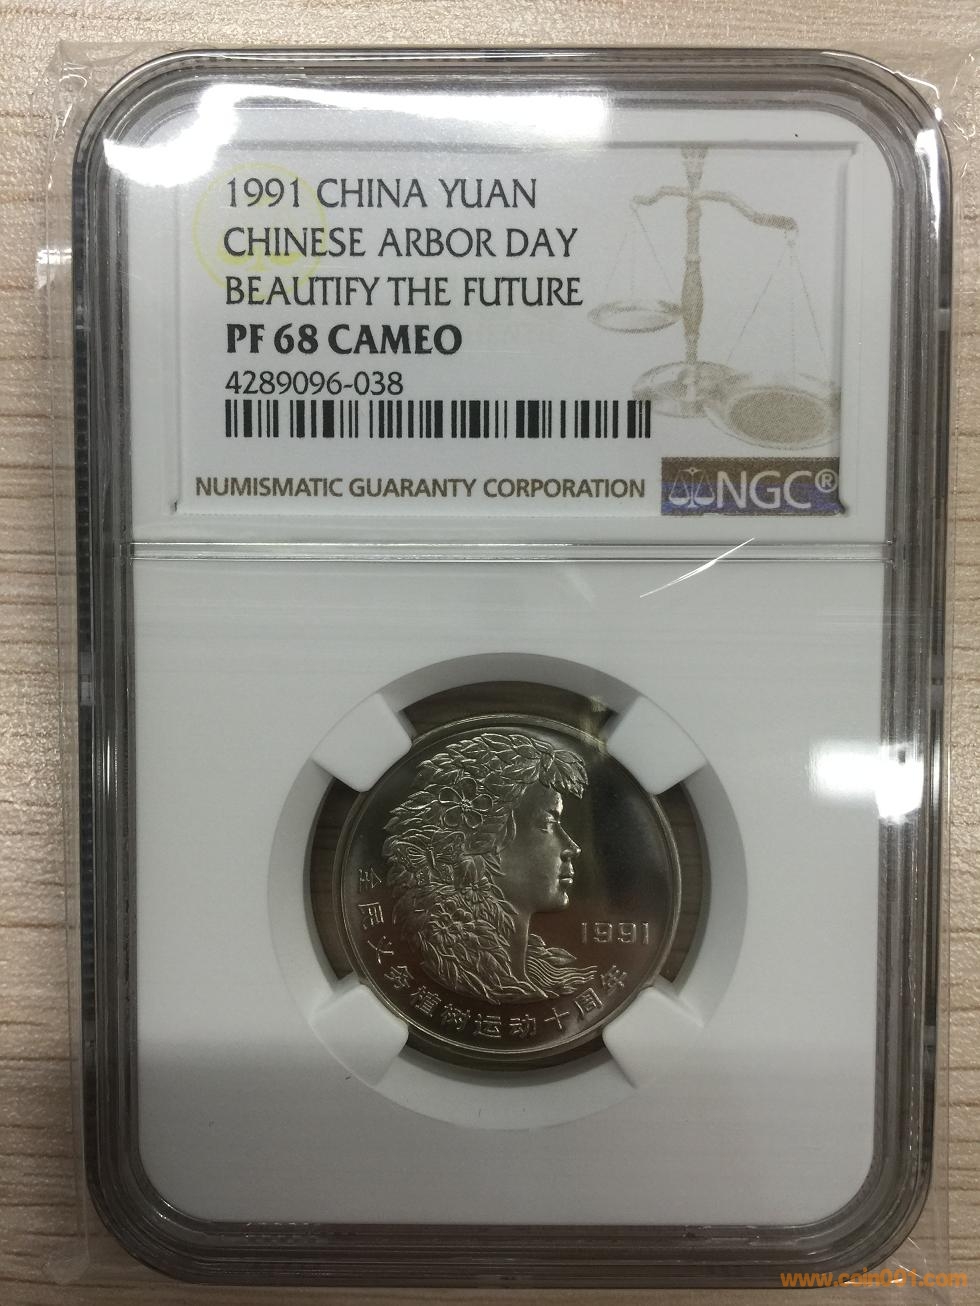 1991 CHINA YUAN
CHINESE ARBOR DAY
BEAUTIFY THE FUTURE
PF 68 CAMEO
4289096-038
NUMISMATIC GUARANTY CORPORATION
NGC®
1991
全民义务植树运动十周年
www.coin001.com